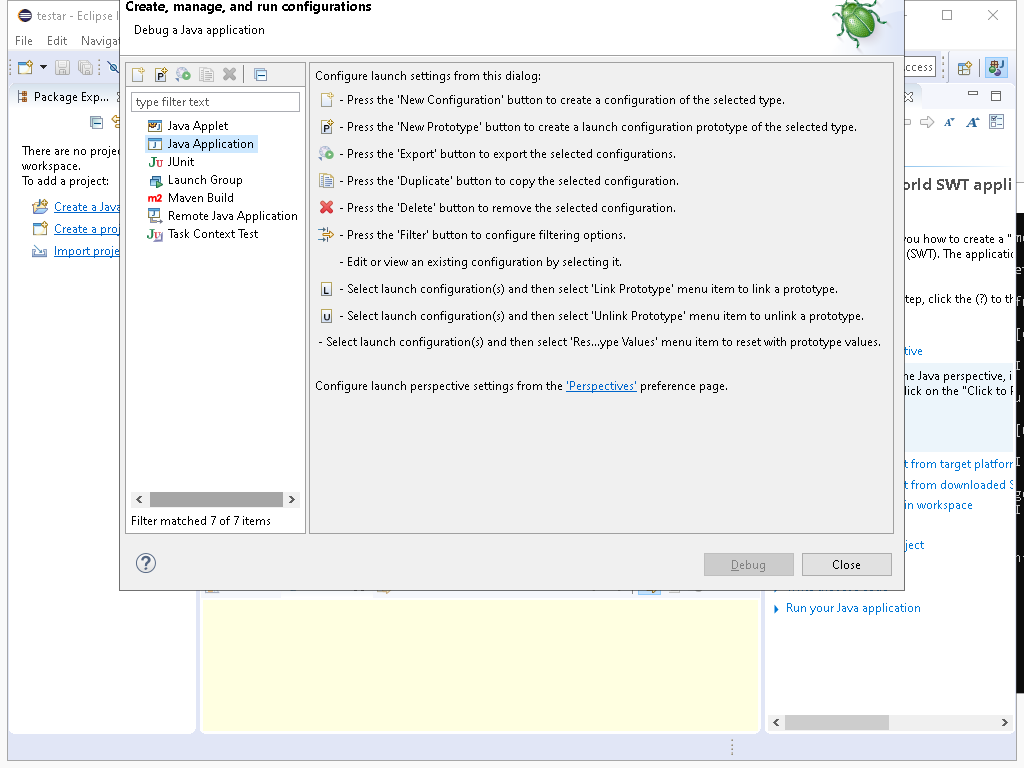 testar - Eclipse I
Create, manage, and run configurations
Debug a Java application
File Edit Navigat
Package Exp...
There are no proje
workspace.
To add a project:
Create a Java
Create a proj
Import proje
type filter text
Java Applet
Java Application
JUnit
Launch Group
Maven Build
Remote Java Application
Task Context Test
Filter matched 7 of 7 items
Configure launch settings from this dialog:
- Press the 'New Configuration' button to create a configuration of the selected type.
- Press the 'New Prototype' button to create a launch configuration prototype of the selected type.
- Press the 'Export' button to export the selected configurations.
- Press the 'Duplicate' button to copy the selected configuration.
- Press the 'Delete' button to remove the selected configuration.
- Press the 'Filter' button to configure filtering options.
- Edit or view an existing configuration by selecting it.
- Select launch configuration(s) and then select 'Link Prototype' menu item to link a prototype.
- Select launch configuration(s) and then select 'Unlink Prototype' menu item to unlink a prototype.
- Select launch configuration(s) and then select 'Res...ype Values' menu item to reset with prototype values.
Configure launch perspective settings from the 'Perspectives' preference page.
Debug
Close
ccess
orld SWT appli
you how to create a "
(SWT). The applicatic
tep, click the (?) to th
tive
he Java perspective, i
lick on the "Click to P
t from target platforn
t from downloaded S
in workspace
ject
Run your Java application